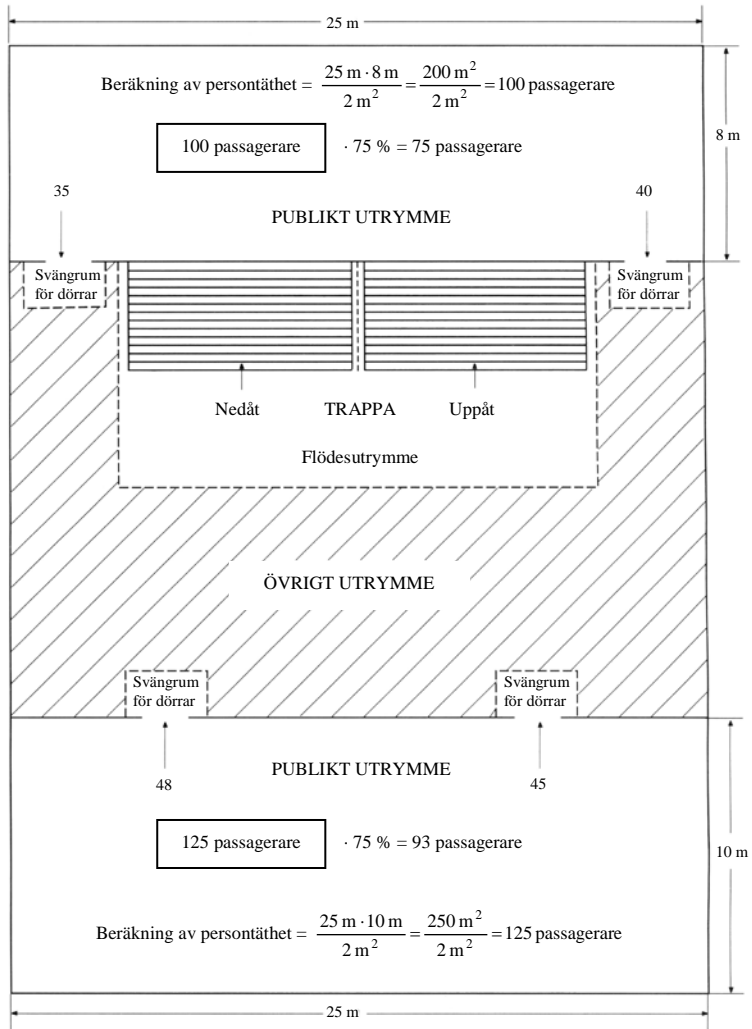 25 m
Beräkning av persontäthet = 25 m · 8 m / 2 m² = 200 m² / 2 m² = 100 passagerare
100 passagerare · 75 % = 75 passagerare
8 m
35
40
PUBLIKT UTRYMME
Svängrum
för dörrar
Svängrum
för dörrar
Nedåt TRAPPA Uppåt
Flödesutrymme
ÖVRIGT UTRYMME
Svängrum
för dörrar
Svängrum
för dörrar
PUBLIKT UTRYMME
48
45
125 passagerare · 75 % = 93 passagerare
10 m
Beräkning av persontäthet = 25 m · 10 m / 2 m² = 250 m² / 2 m² = 125 passagerare
25 m